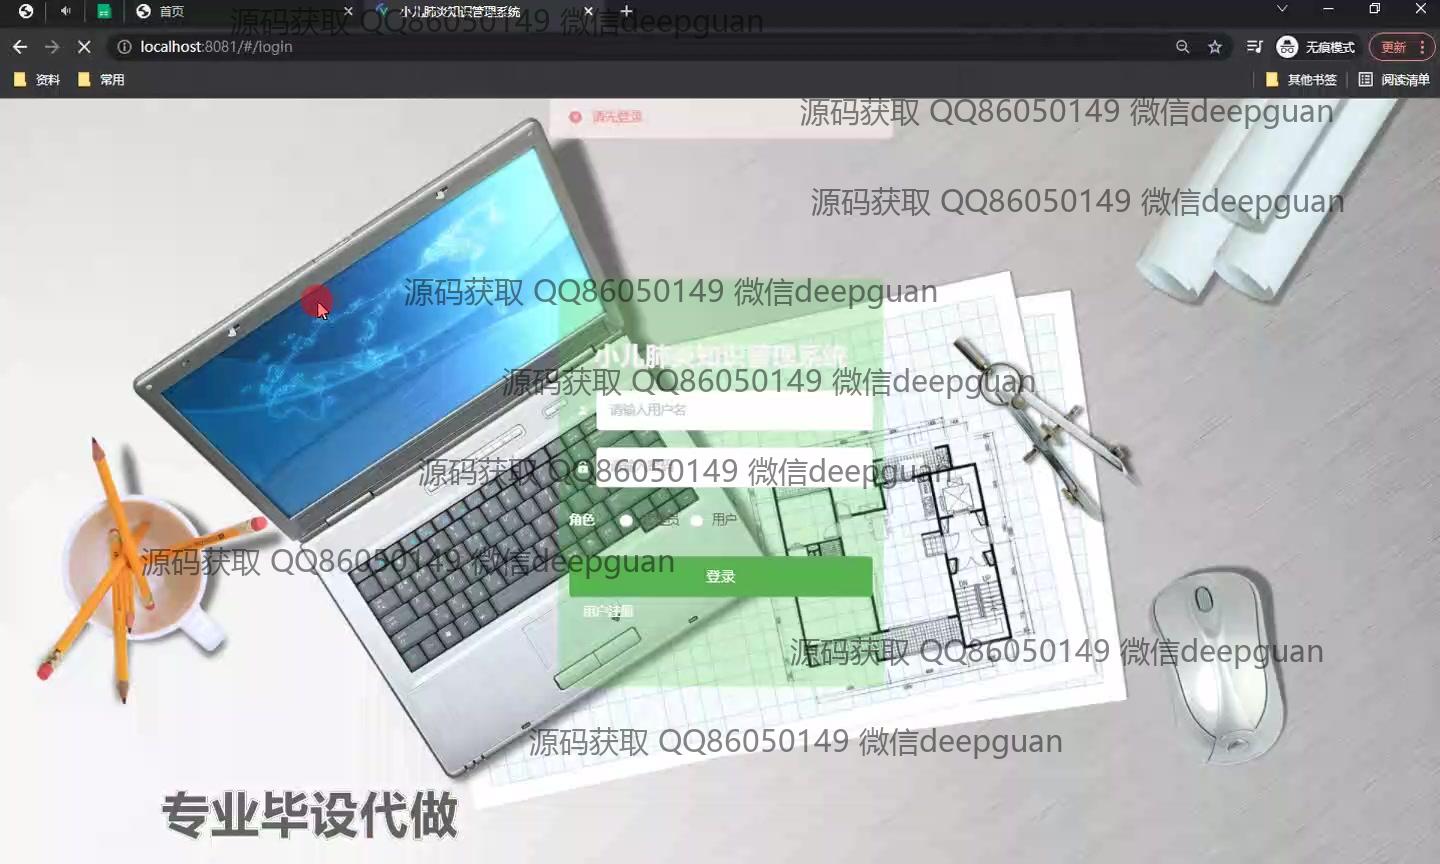 首页
小儿肺炎知识管理系统
源码获取 QQ86050149 微信deepguan
localhost:8081/#/login
无痕模式
更新
资料
常用
其他书签
阅读清单
请先登录
源码获取 QQ86050149 微信deepguan
源码获取 QQ86050149 微信deepguan
源码获取 QQ86050149 微信deepguan
小儿肺炎知识管理系统
源码获取 QQ86050149 微信deepguan
请输入用户名
源码获取 QQ86050149 微信deepguan
角色
用户
源码获取 QQ86050149 微信deepguan
登录
用户注册
源码获取 QQ86050149 微信deepguan
源码获取 QQ86050149 微信deepguan
专业毕设代做